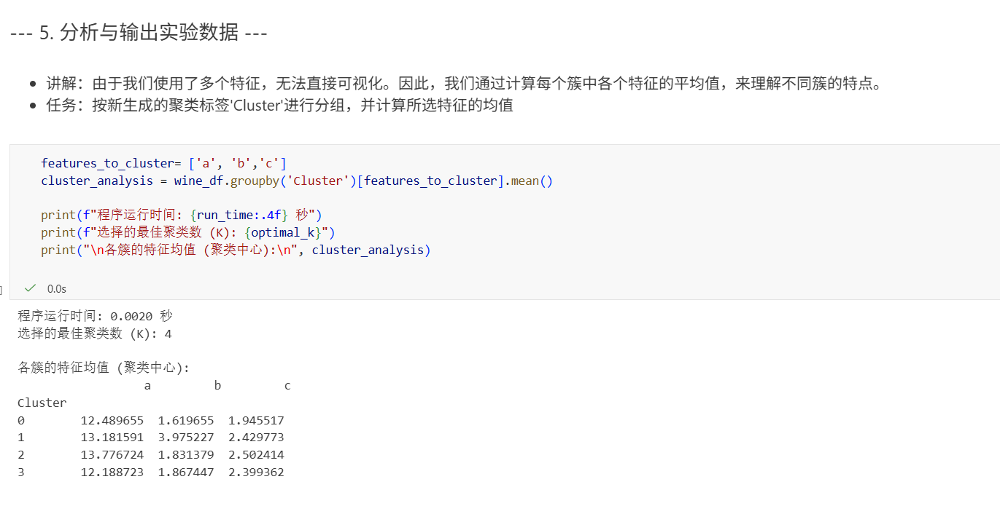 --- 5. 分析与输出实验数据 ---
• 讲解：由于我们使用了多个特征，无法直接可视化。因此，我们通过计算每个簇中各个特征的平均值，来理解不同簇的特点。
• 任务：按新生成的聚类标签'Cluster'进行分组，并计算所选特征的均值
features_to_cluster= ['a', 'b','c']
cluster_analysis = wine_df.groupby('Cluster')[features_to_cluster].mean()
print(f"程序运行时间: {run_time:.4f} 秒")
print(f"选择的最佳聚类数 (K): {optimal_k}")
print("\n各簇的特征均值 (聚类中心):\n", cluster_analysis)
] ✓ 0.0s
程序运行时间: 0.0020 秒
选择的最佳聚类数 (K): 4
各簇的特征均值 (聚类中心):
a b c
Cluster
0 12.489655 1.619655 1.945517
1 13.181591 3.975227 2.429773
2 13.776724 1.831379 2.502414
3 12.188723 1.867447 2.399362